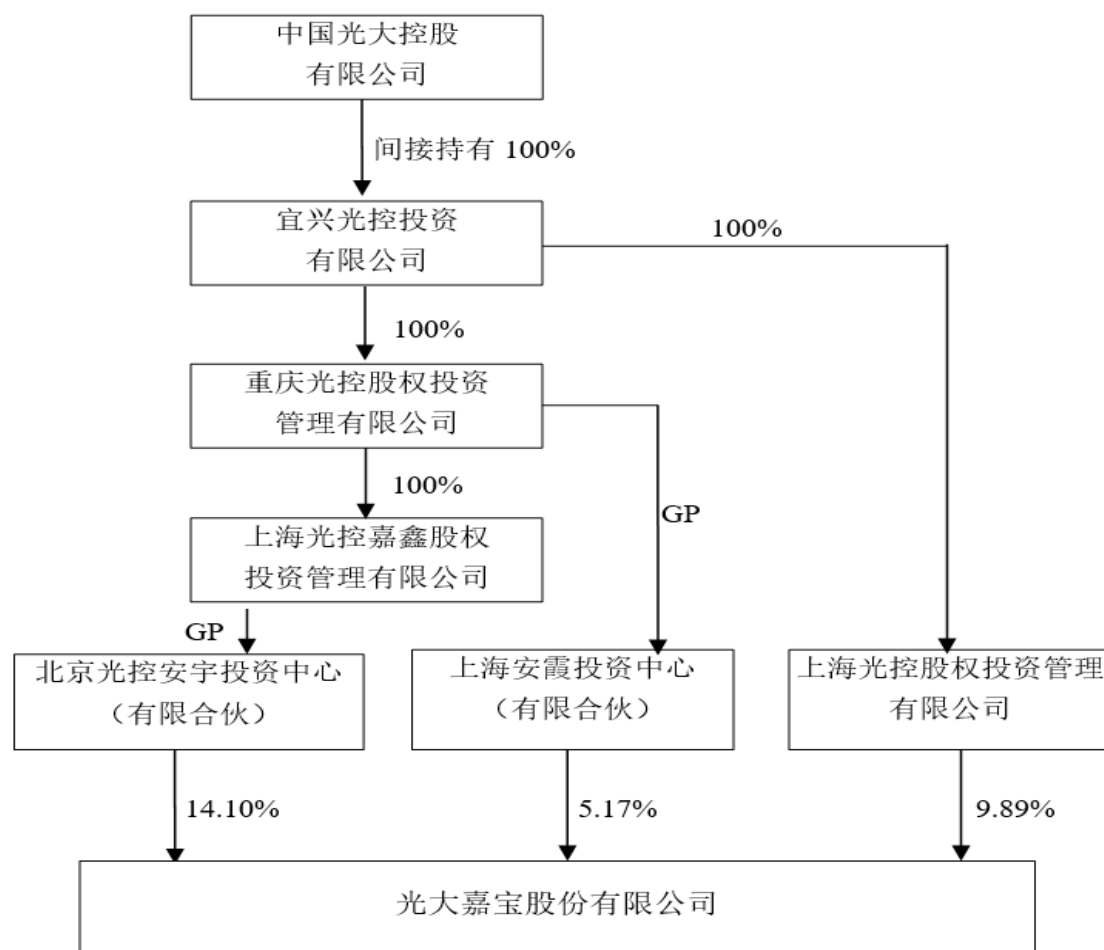 中国光大控股
有限公司
间接持有 100%
宜兴光控投资
有限公司
100%
100%
重庆光控股权投资
管理有限公司
100%
GP
上海光控嘉鑫股权
投资管理有限公司
GP
北京光控安宇投资中心
（有限合伙）
上海安霞投资中心
（有限合伙）
上海光控股权投资管理
有限公司
14.10%
5.17%
9.89%
光大嘉宝股份有限公司